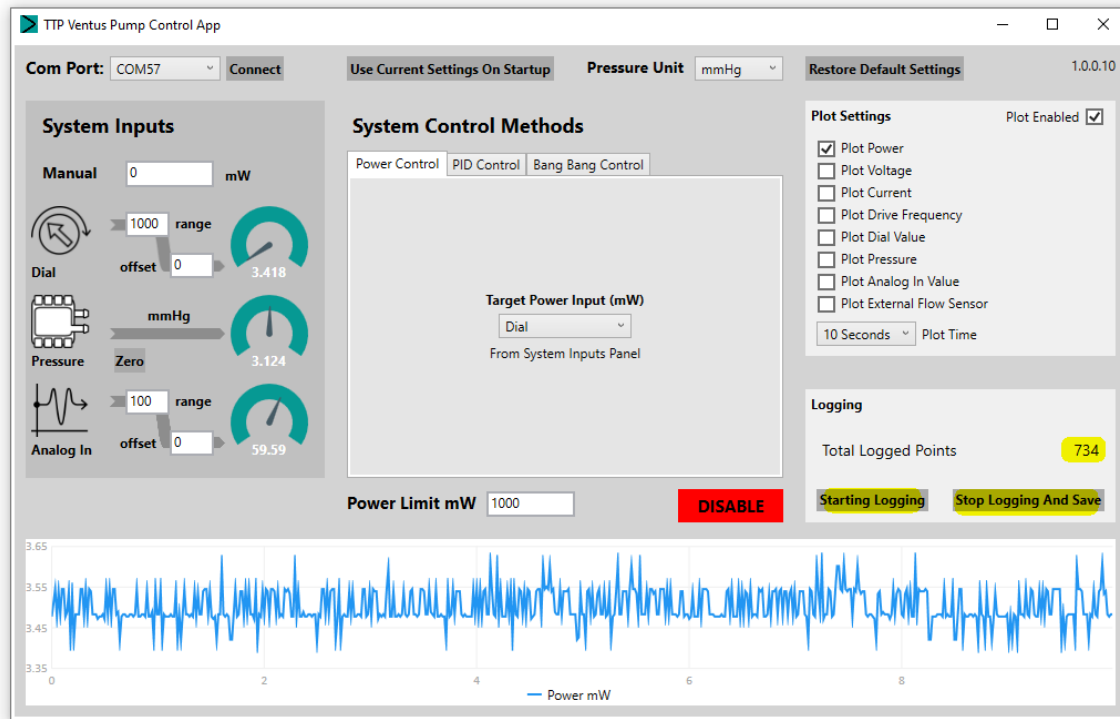 TTP Ventus Pump Control App
Com Port: COM57 Connect Use Current Settings On Startup Pressure Unit mmHg Restore Default Settings 1.0.0.10
System Inputs
Manual 0 mW
1000 range
offset 0
Dial
3.418
mmHg
Pressure Zero
3.124
100 range
offset 0
Analog In
59.59
System Control Methods
Power Control PID Control Bang Bang Control
Target Power Input (mW)
Dial
From System Inputs Panel
Power Limit mW 1000 DISABLE
Plot Settings Plot Enabled
Plot Power
Plot Voltage
Plot Current
Plot Drive Frequency
Plot Dial Value
Plot Pressure
Plot Analog In Value
Plot External Flow Sensor
10 Seconds Plot Time
Logging
Total Logged Points 734
Starting Logging Stop Logging And Save
3.65
3.55
3.45
3.35
0 2 4 6 8
Power mW